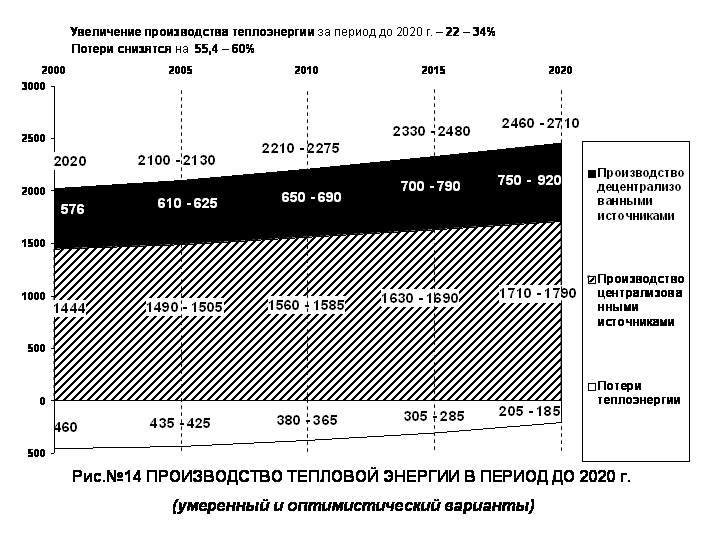 Увеличение производства теплоэнергии за период до 2020 г. – 22 – 34%
Потери снизятся на 55,4 – 60%
2000 2005 2010 2015 2020
3000
2500
2000
1500
1000
500
0
500
2020 2100 - 2130 2210 - 2275 2330 - 2480 2460 - 2710
576 610 - 625 650 - 690 700 - 790 750 - 920
1444 1490 - 1505 1560 - 1585 1630 - 1690 1710 - 1790
460 435 - 425 380 - 365 305 - 285 205 - 185
Производство
децентрализо
ванными
источниками
Производство
централизова
нными
источниками
Потери
теплоэнергии
Рис.№14 ПРОИЗВОДСТВО ТЕПЛОВОЙ ЭНЕРГИИ В ПЕРИОД ДО 2020 г.
(умеренный и оптимистический варианты)